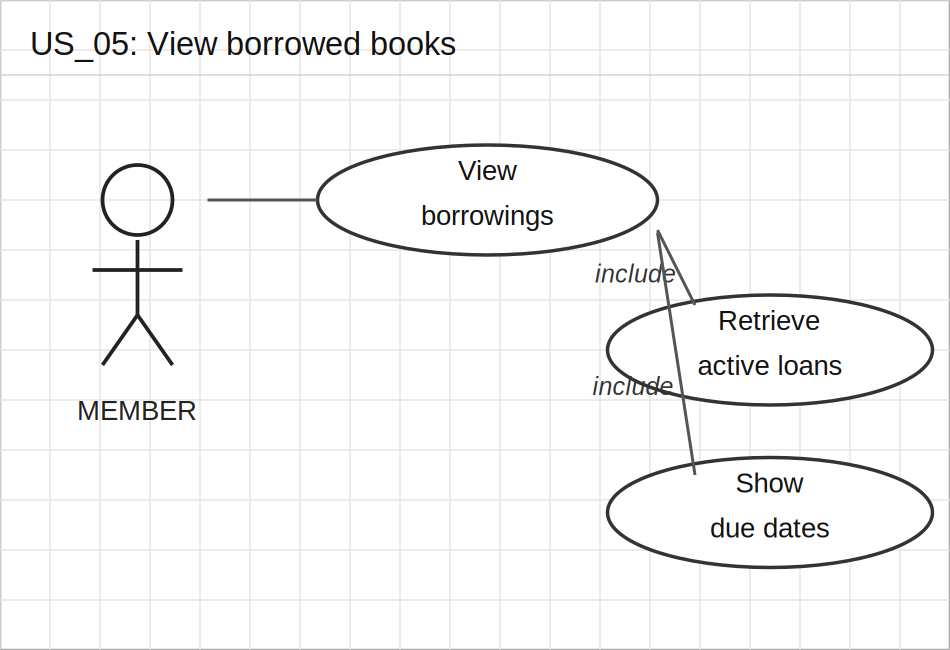 US_05: View borrowed books
View
borrowings
include
Retrieve
active loans
include
MEMBER
Show
due dates